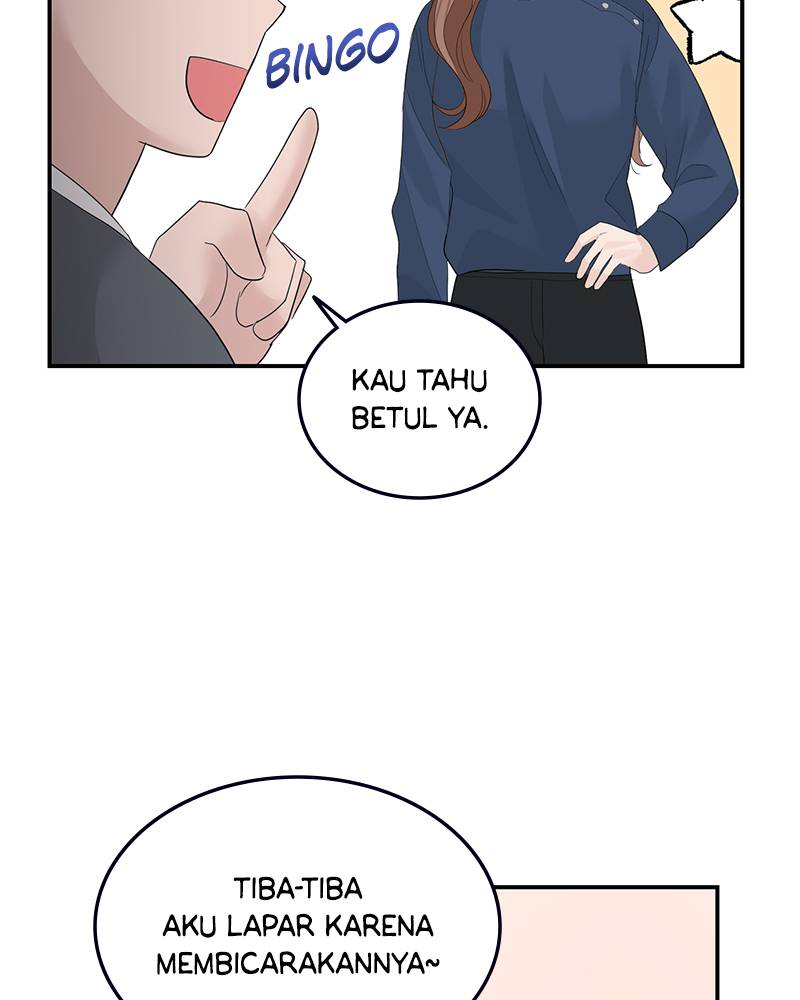 BINGO
KAU TAHU
BETUL YA.
TIBA-TIBA
AKU LAPAR KARENA
MEMBICARAKANNYA~